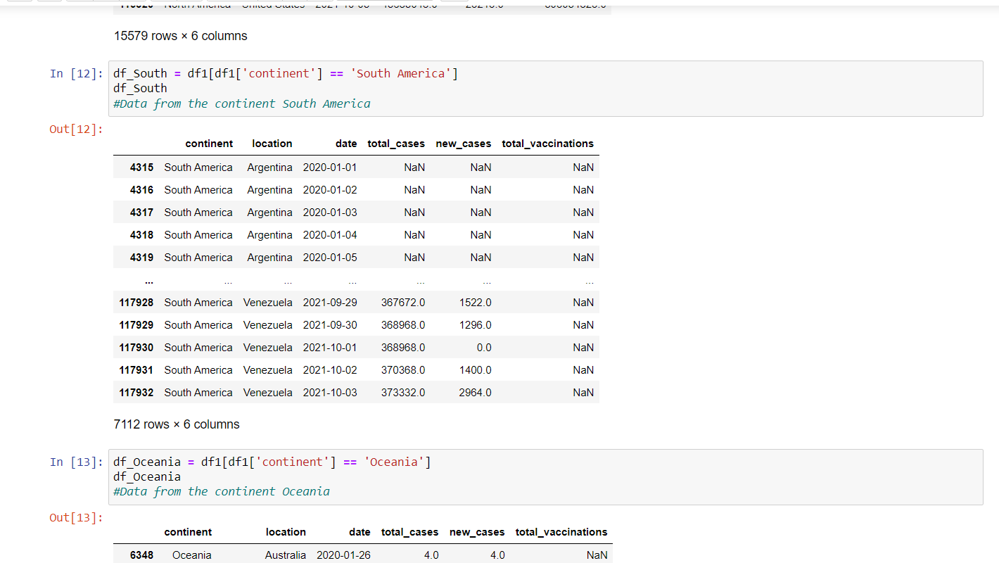 15579 rows × 6 columns
In [12]: df_South = df1[df1['continent'] == 'South America']
df_South
#Data from the continent South America
Out[12]:
continent location date total_cases new_cases total_vaccinations
4315 South America Argentina 2020-01-01 NaN NaN NaN
4316 South America Argentina 2020-01-02 NaN NaN NaN
4317 South America Argentina 2020-01-03 NaN NaN NaN
4318 South America Argentina 2020-01-04 NaN NaN NaN
4319 South America Argentina 2020-01-05 NaN NaN NaN
... ... ... ... ... ... ...
117928 South America Venezuela 2021-09-29 367672.0 1522.0 NaN
117929 South America Venezuela 2021-09-30 368968.0 1296.0 NaN
117930 South America Venezuela 2021-10-01 368968.0 0.0 NaN
117931 South America Venezuela 2021-10-02 370368.0 1400.0 NaN
117932 South America Venezuela 2021-10-03 373332.0 2964.0 NaN
7112 rows × 6 columns
In [13]: df_Oceania = df1[df1['continent'] == 'Oceania']
df_Oceania
#Data from the continent Oceania
Out[13]:
continent location date total_cases new_cases total_vaccinations
6348 Oceania Australia 2020-01-26 4.0 4.0 NaN